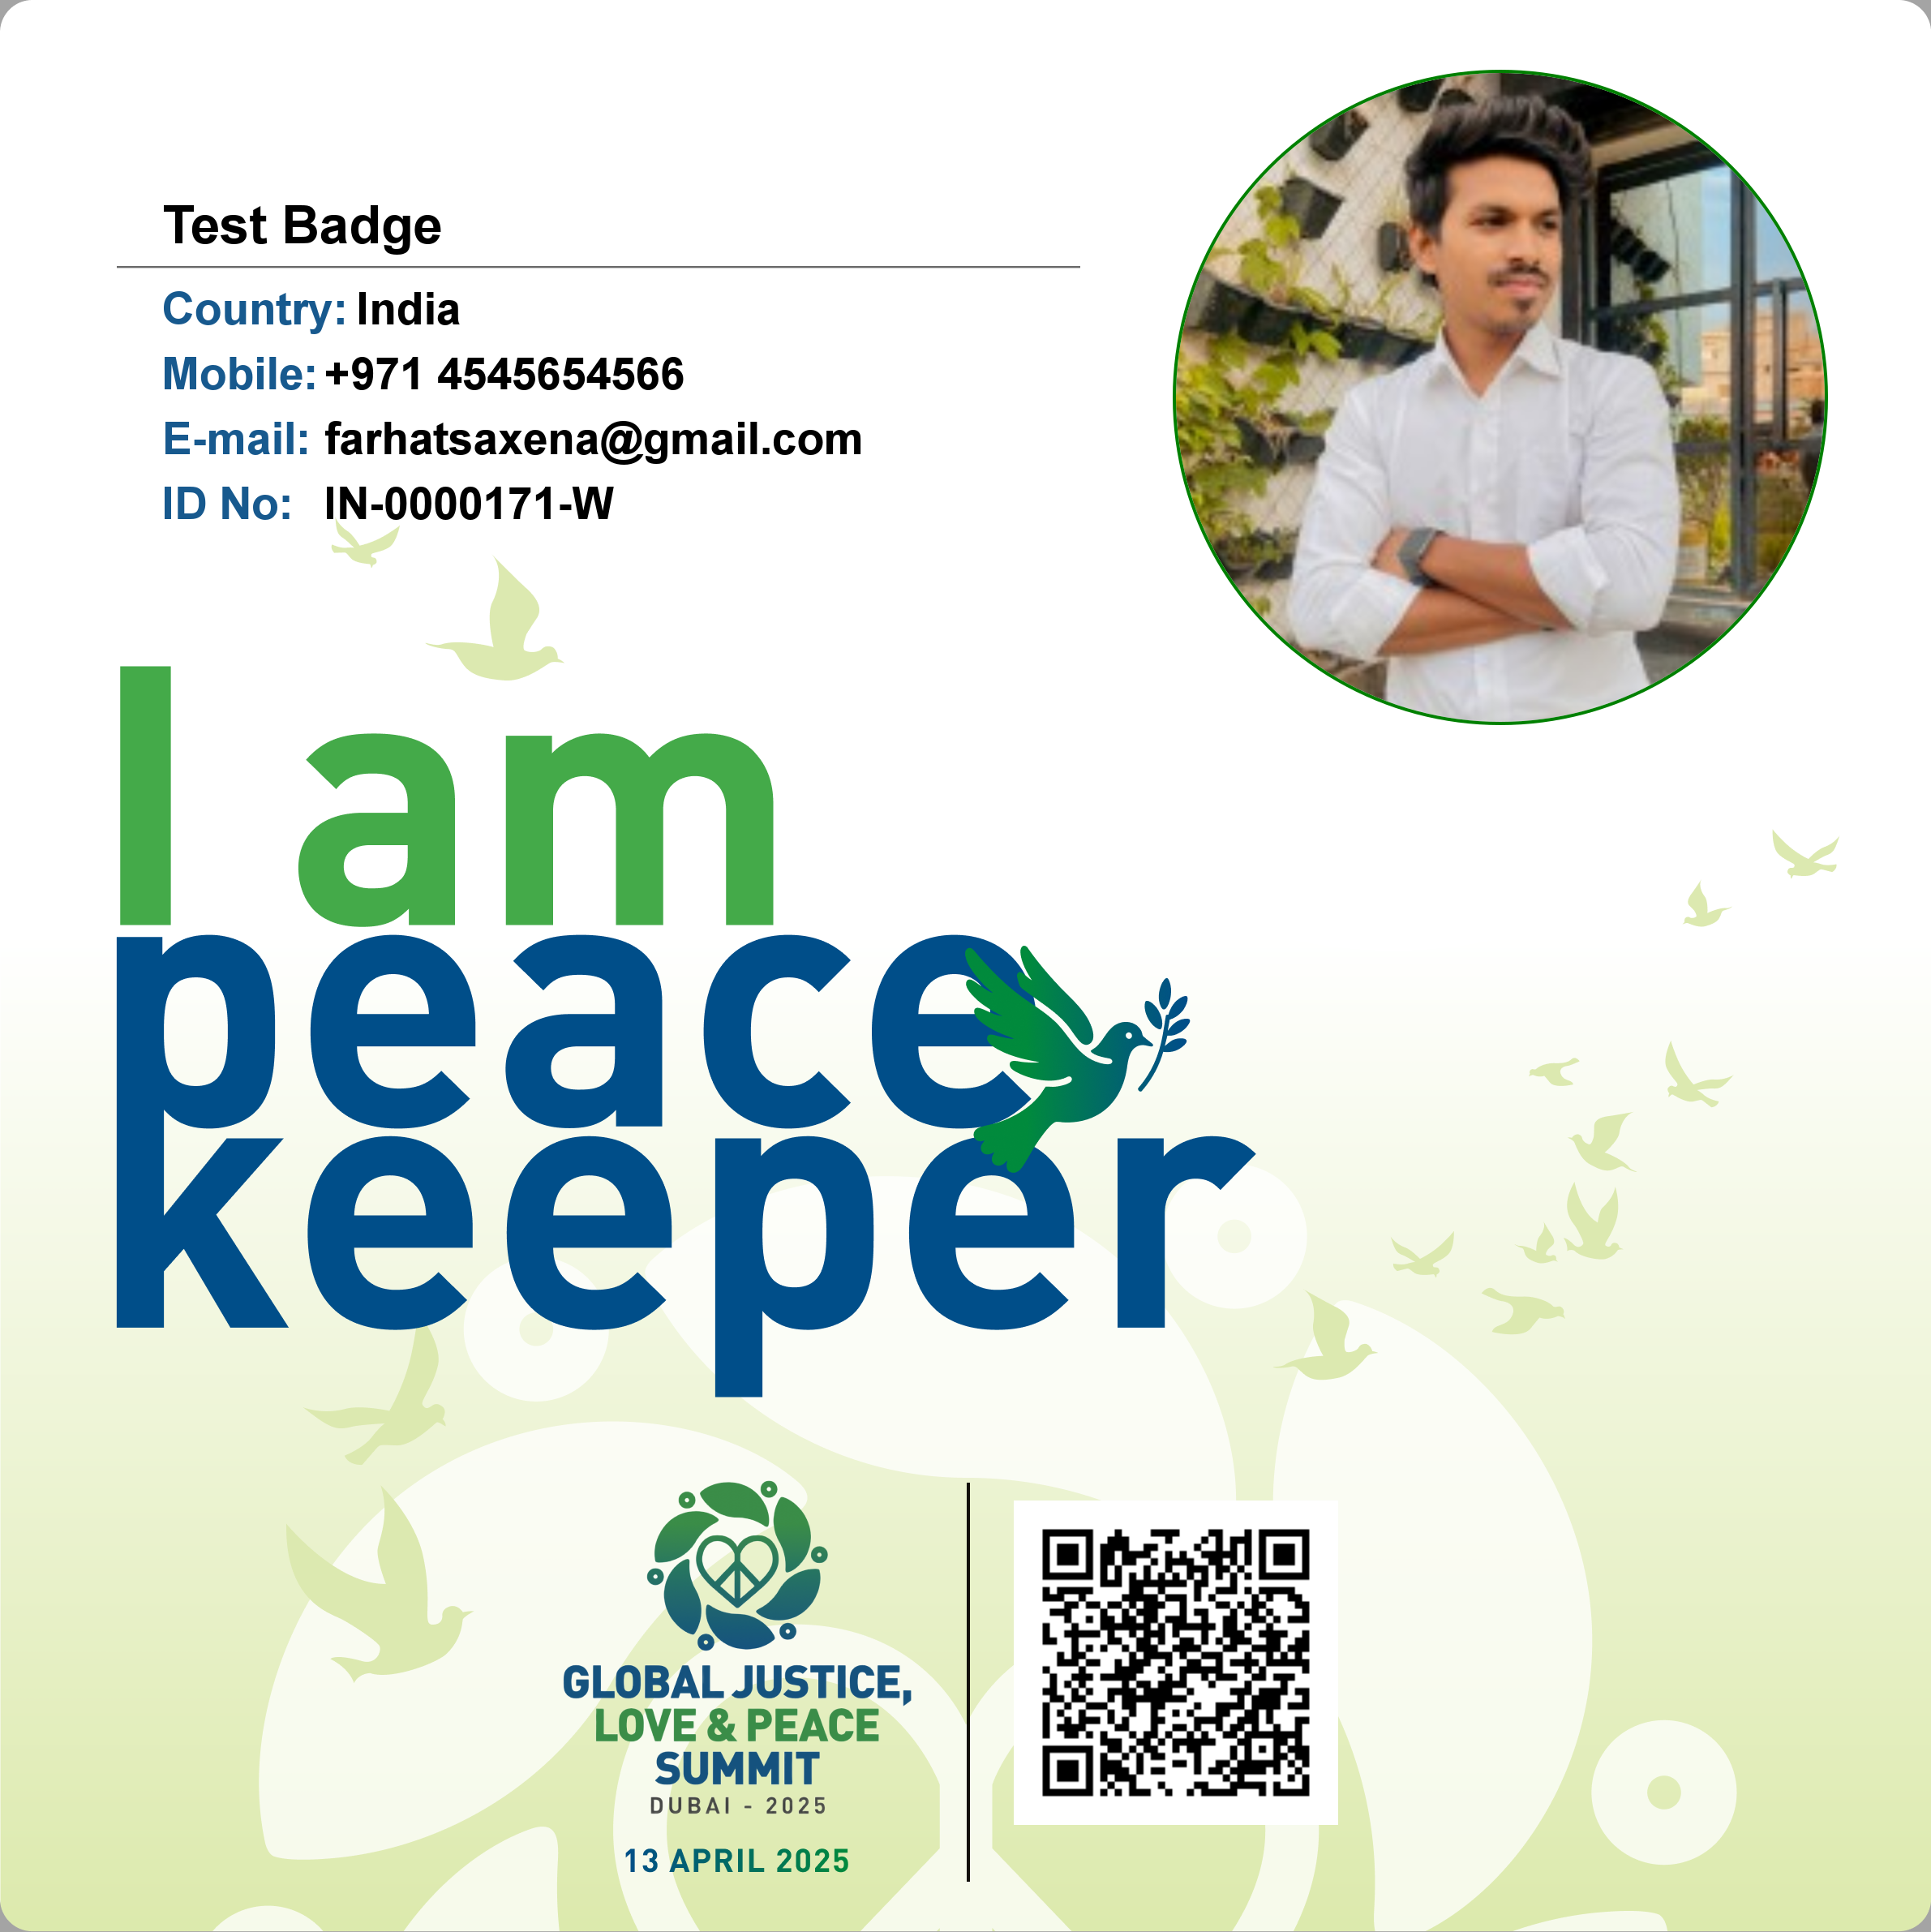 Test Badge
Country: India
Mobile: +971 4545654566
E-mail: farhatsaxena@gmail.com
ID No: IN-0000171-W
I am
peace
keeper
GLOBAL JUSTICE,
LOVE & PEACE
SUMMIT
DUBAI - 2025
13 APRIL 2025